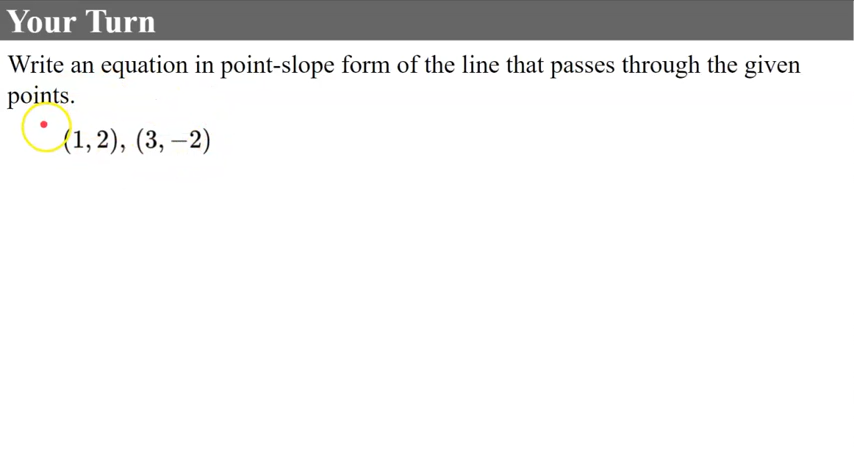 Your Turn
Write an equation in point-slope form of the line that passes through the given
points.
(1, 2), (3, −2)